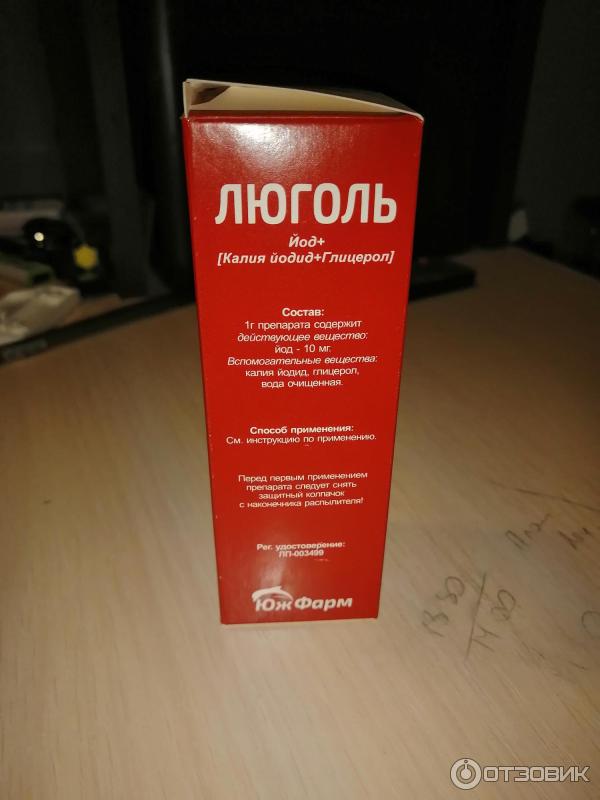 ЛЮГОЛЬ
Йод+
[Калия йодид+Глицерол]
Состав:
1г препарата содержит
действующее вещество:
йод - 10 мг.
Вспомогательные вещества:
калия йодид, глицерол,
вода очищенная.
Способ применения:
См. инструкцию по применению.
Перед первым применением
препарата следует снять
защитный колпачок
с наконечника распылителя!
Рег. удостоверение:
ЛП-003499
ЮжФарм
ОТЗОВИК